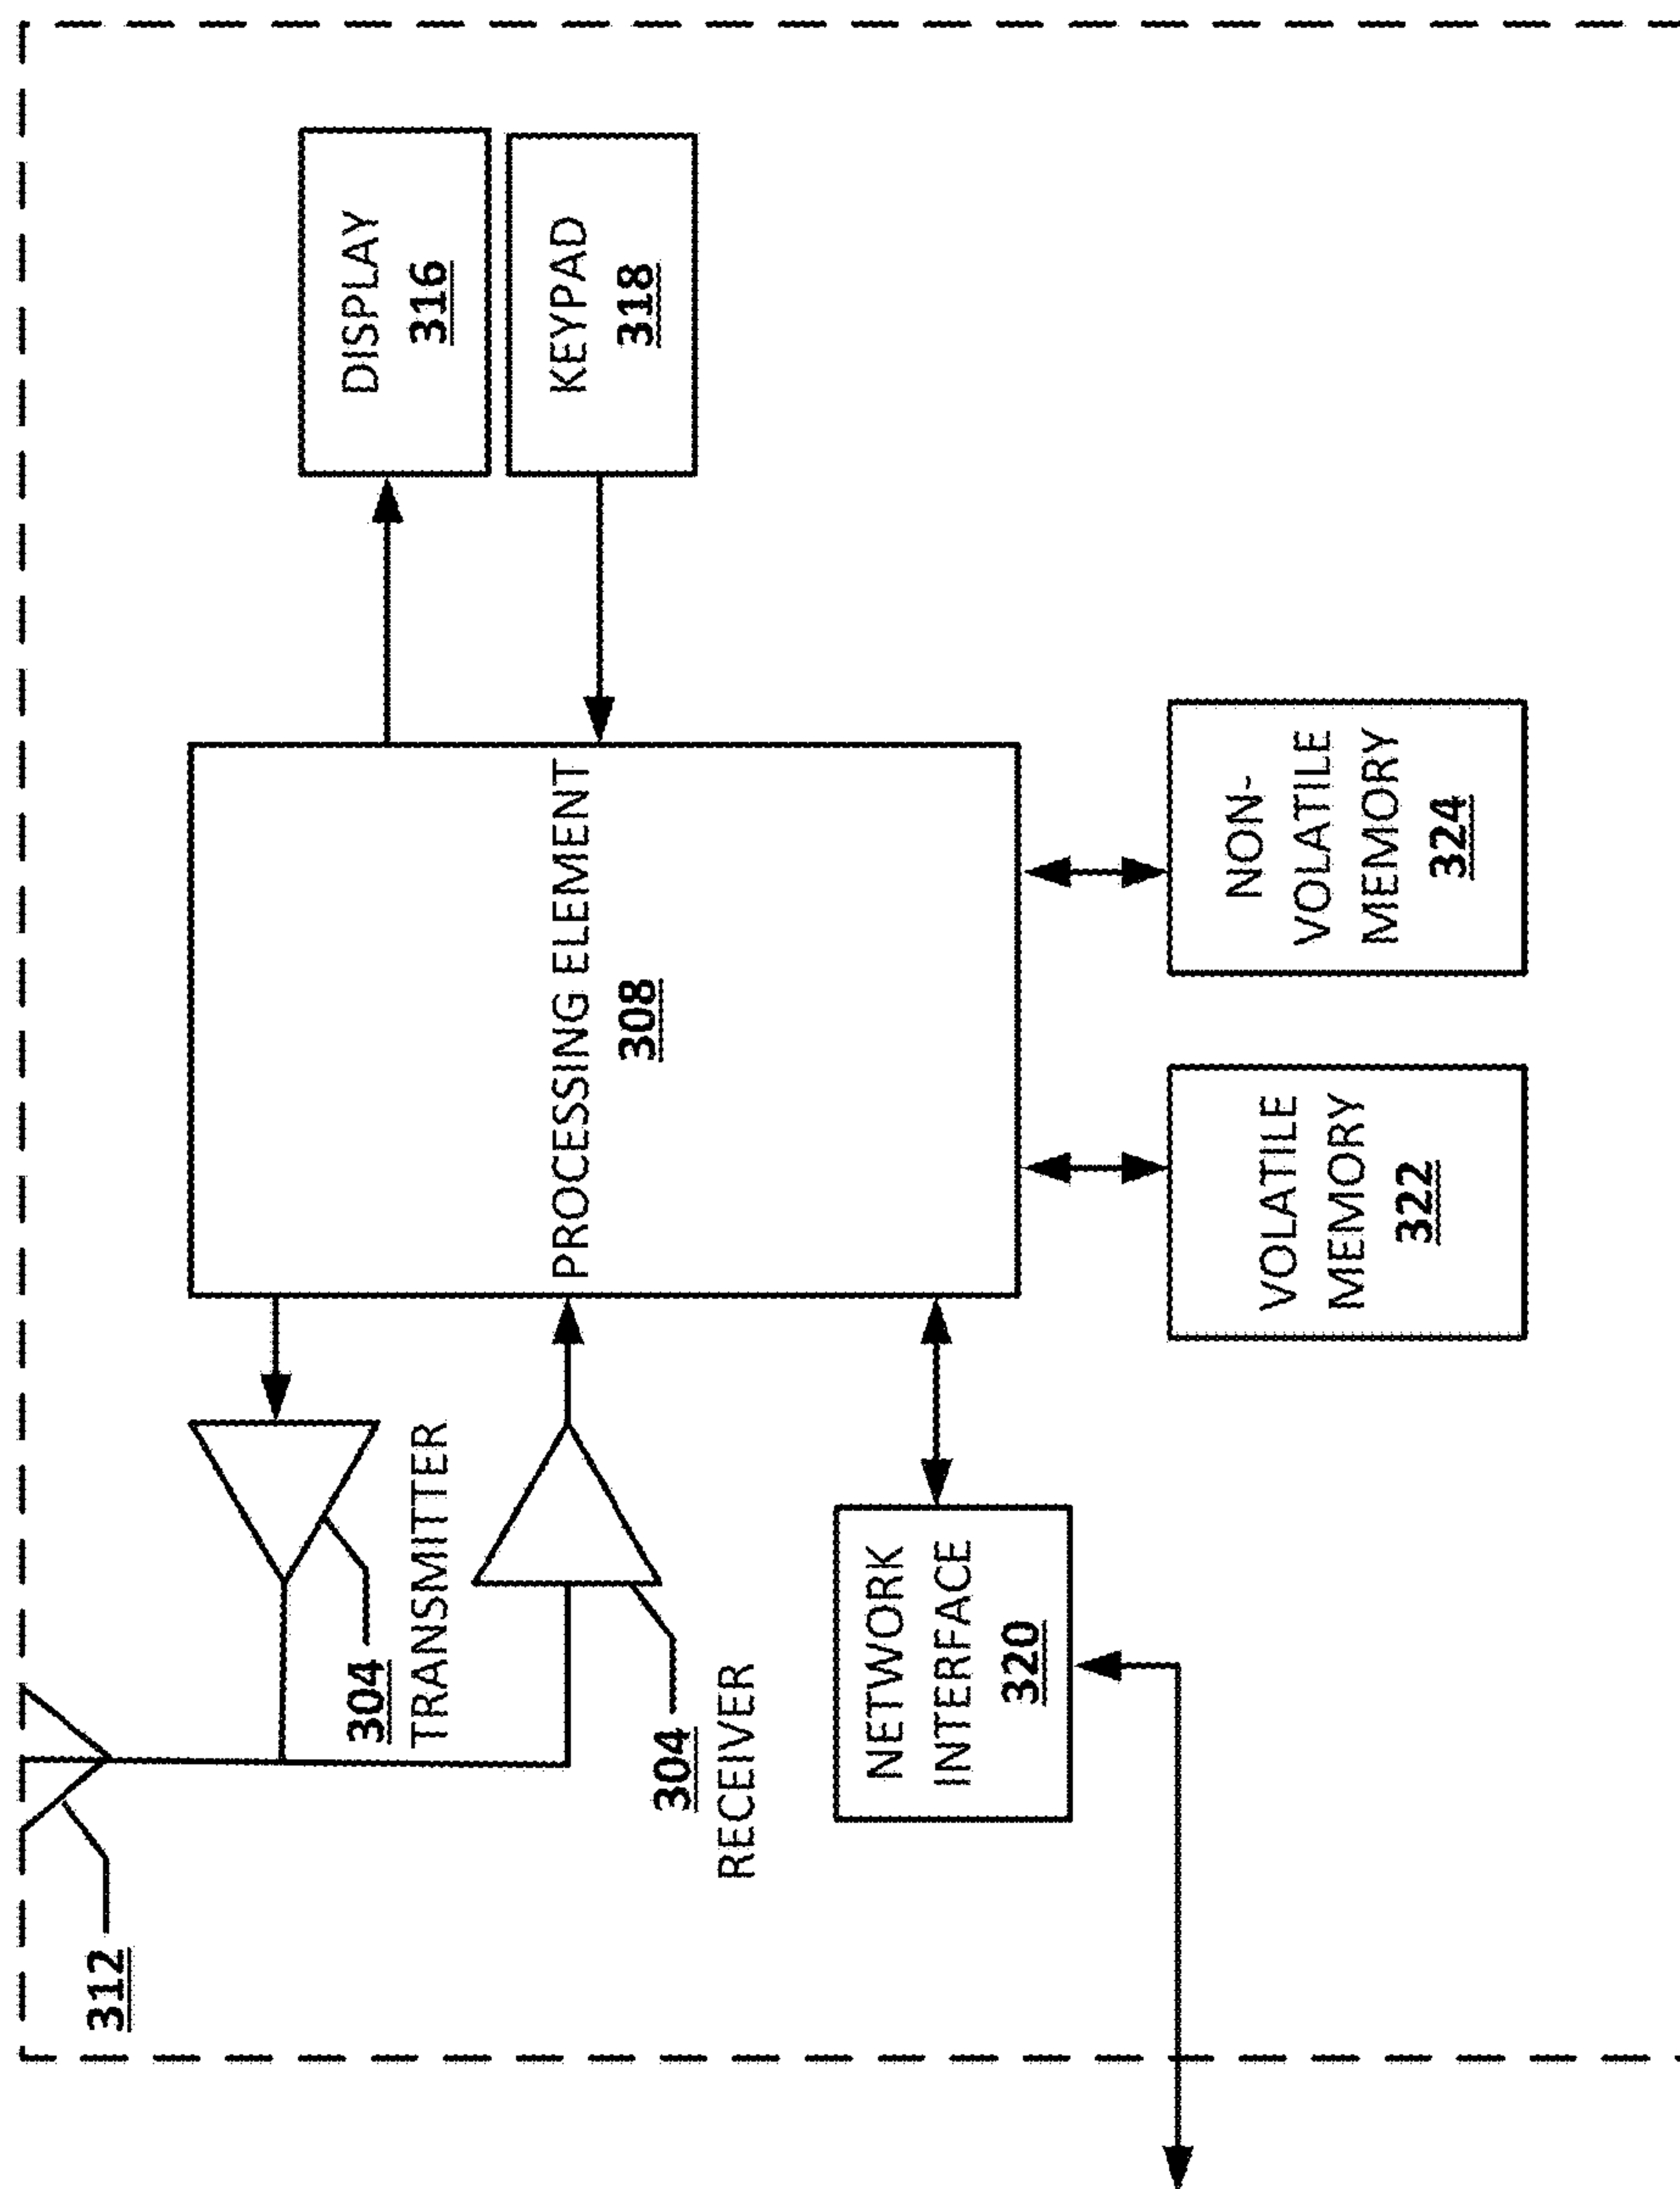 312
304
TRANSMITTER
304
RECEIVER
NETWORK
INTERFACE
320
PROCESSING ELEMENT
308
VOLATILE
MEMORY
322
NON-
VOLATILE
MEMORY
324
DISPLAY
316
KEYPAD
318